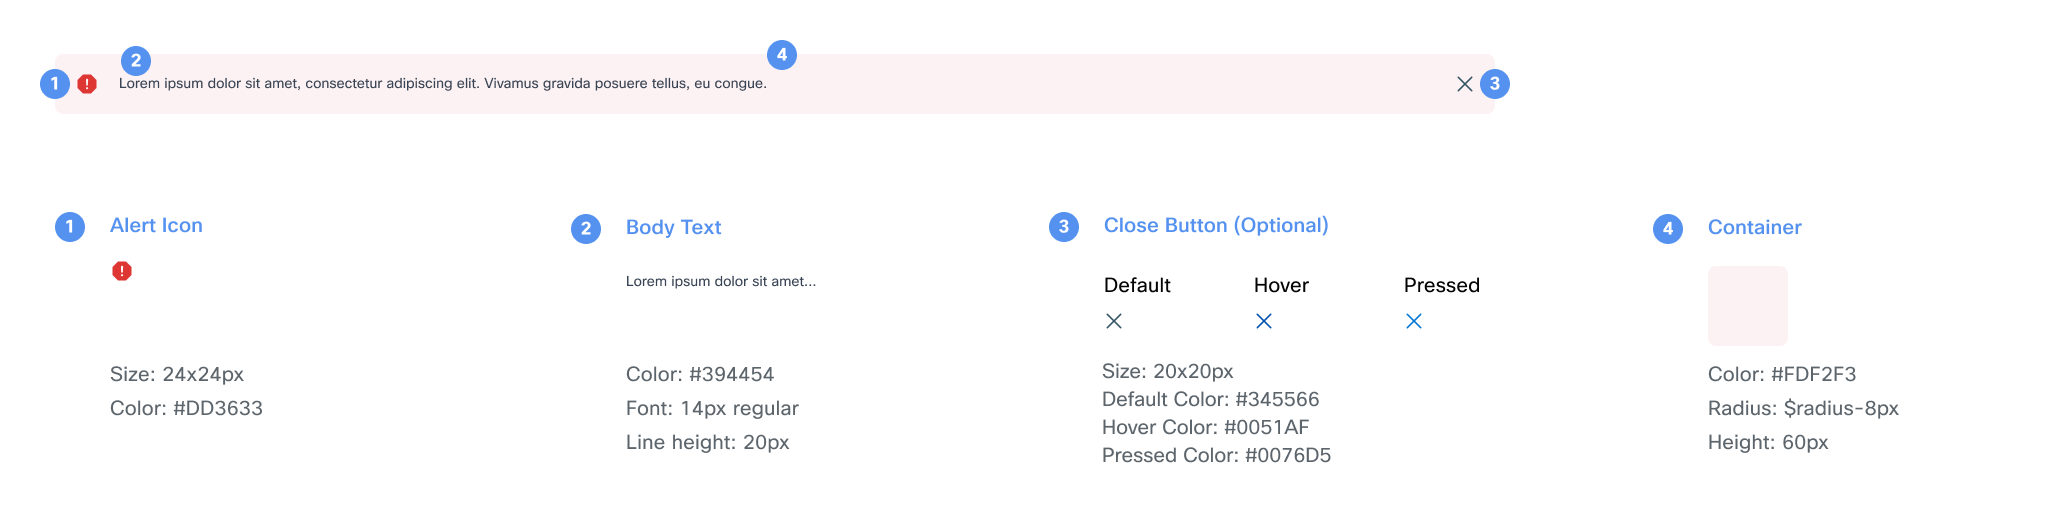 2
4
1
Lorem ipsum dolor sit amet, consectetur adipiscing elit. Vivamus gravida posuere tellus, eu congue.
3
1 Alert Icon
Size: 24x24px
Color: #DD3633
2 Body Text
Lorem ipsum dolor sit amet...
Color: #394454
Font: 14px regular
Line height: 20px
3 Close Button (Optional)
Default Hover Pressed
Size: 20x20px
Default Color: #345566
Hover Color: #0051AF
Pressed Color: #0076D5
4 Container
Color: #FDF2F3
Radius: $radius-8px
Height: 60px